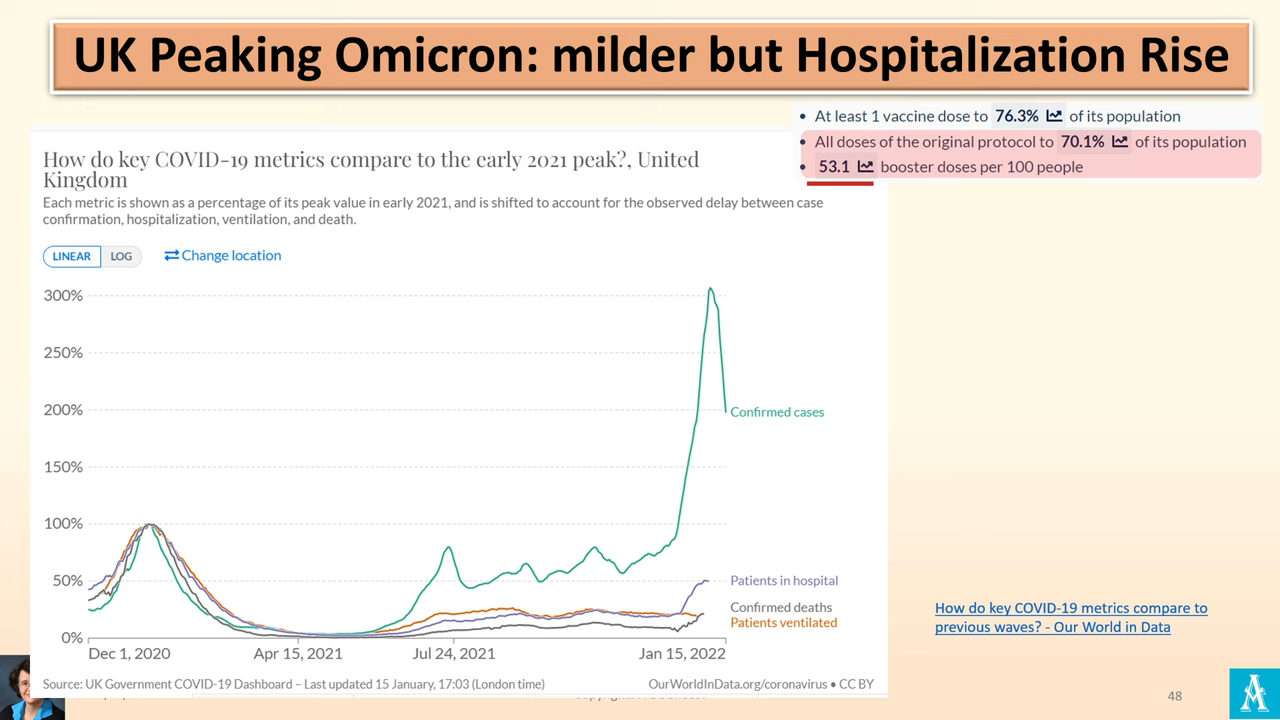 UK Peaking Omicron: milder but Hospitalization Rise
• At least 1 vaccine dose to 76.3% of its population
• All doses of the original protocol to 70.1% of its population
• 53.1 booster doses per 100 people
How do key COVID-19 metrics compare to the early 2021 peak?, United
Kingdom
Each metric is shown as a percentage of its peak value in early 2021, and is shifted to account for the observed delay between case
confirmation, hospitalization, ventilation, and death.
LINEAR LOG Change location
300%
250%
200%
150%
100%
50%
0%
Confirmed cases
Patients in hospital
Confirmed deaths
Patients ventilated
Dec 1, 2020 Apr 15, 2021 Jul 24, 2021 Jan 15, 2022
Source: UK Government COVID-19 Dashboard – Last updated 15 January, 17:03 (London time) OurWorldInData.org/coronavirus • CC BY
How do key COVID-19 metrics compare to
previous waves? - Our World in Data
48